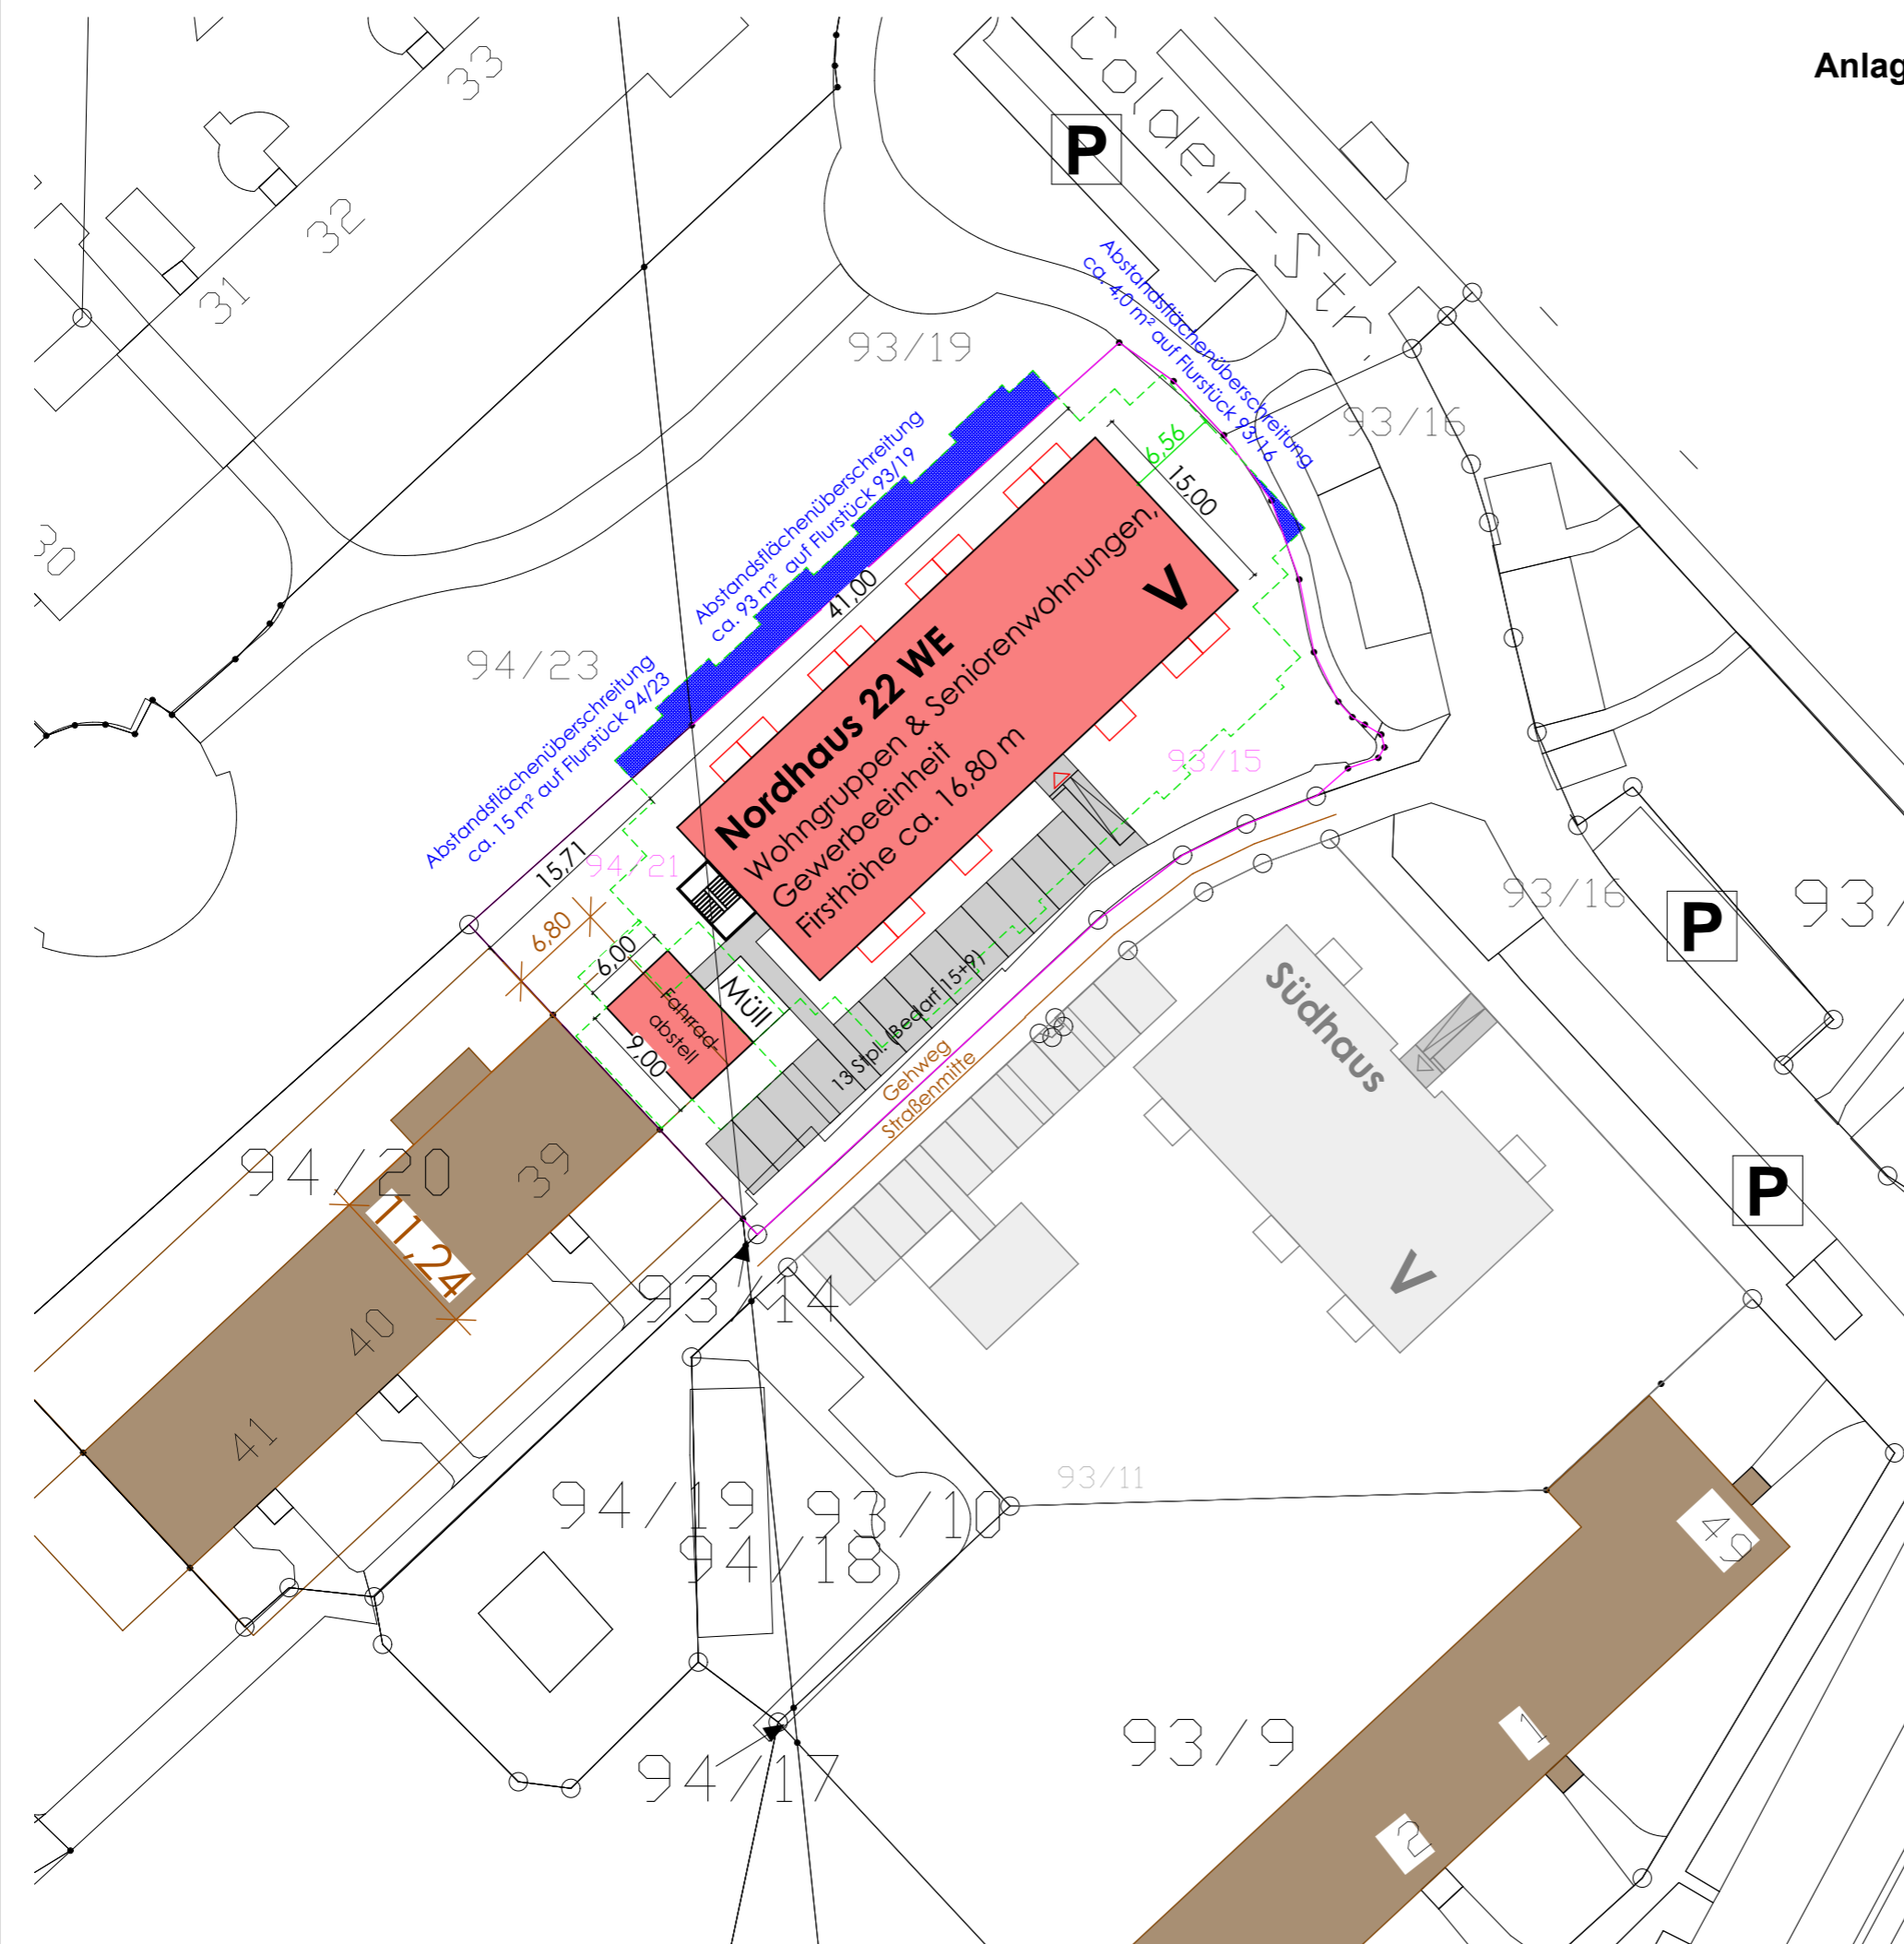 Anlag
33
Colden-Str.
P
32
31
30
93/19
Abstandsflächenüberschreitung
ca. 4,0 m² auf Flurstück 93/16
93/16
Abstandsflächenüberschreitung
ca. 93 m² auf Flurstück 93/19
6,56
15,00
41,00
94/23
Abstandsflächenüberschreitung
ca. 15 m² auf Flurstück 94/23
Nordhaus 22 WE
Wohngruppen & Seniorenwohnungen,
Gewerbeeinheit
Firsthöhe ca. 16,80 m
V
93/15
15,71
94/21
6,80
6,00
Fahrrad-
abstell
9,00
Müll
13 Stpl. (Bedarf 15+9)
Gehweg
Straßenmitte
Südhaus
V
93/16
P
93/
P
94/20
39
11,24
40
41
93/14
94/19
93/10
94/18
93/11
49
1
2
93/9
94/17